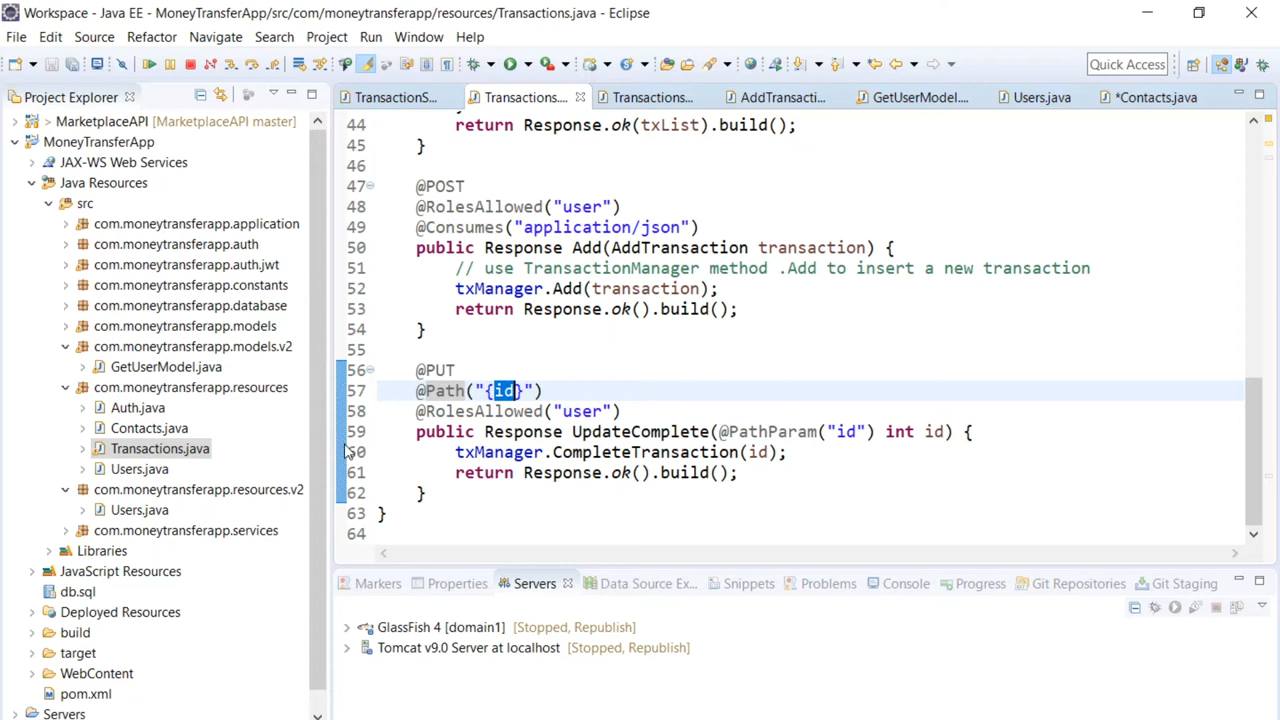 Workspace - Java EE - MoneyTransferApp/src/com/moneytransferapp/resources/Transactions.java - Eclipse
File Edit Source Refactor Navigate Search Project Run Window Help
Quick Access
Project Explorer
TransactionS... Transactions.... Transactions... AddTransacti... GetUserModel.... Users.java *Contacts.java
MarketplaceAPI [MarketplaceAPI master]
MoneyTransferApp
JAX-WS Web Services
Java Resources
src
com.moneytransferapp.application
com.moneytransferapp.auth
com.moneytransferapp.auth.jwt
com.moneytransferapp.constants
com.moneytransferapp.database
com.moneytransferapp.models
com.moneytransferapp.models.v2
GetUserModel.java
com.moneytransferapp.resources
Auth.java
Contacts.java
Transactions.java
Users.java
com.moneytransferapp.resources.v2
Users.java
com.moneytransferapp.services
Libraries
JavaScript Resources
db.sql
Deployed Resources
build
target
WebContent
pom.xml
Servers
44 return Response.ok(txList).build();
45 }
46
47 @POST
48 @RolesAllowed("user")
49 @Consumes("application/json")
50 public Response Add(AddTransaction transaction) {
51 // use TransactionManager method .Add to insert a new transaction
52 txManager.Add(transaction);
53 return Response.ok().build();
54 }
55
56 @PUT
57 @Path("{id}")
58 @RolesAllowed("user")
59 public Response UpdateComplete(@PathParam("id") int id) {
60 txManager.CompleteTransaction(id);
61 return Response.ok().build();
62 }
63 }
64
Markers Properties Servers Data Source Ex... Snippets Problems Console Progress Git Repositories Git Staging
GlassFish 4 [domain1] [Stopped, Republish]
Tomcat v9.0 Server at localhost [Stopped, Republish]